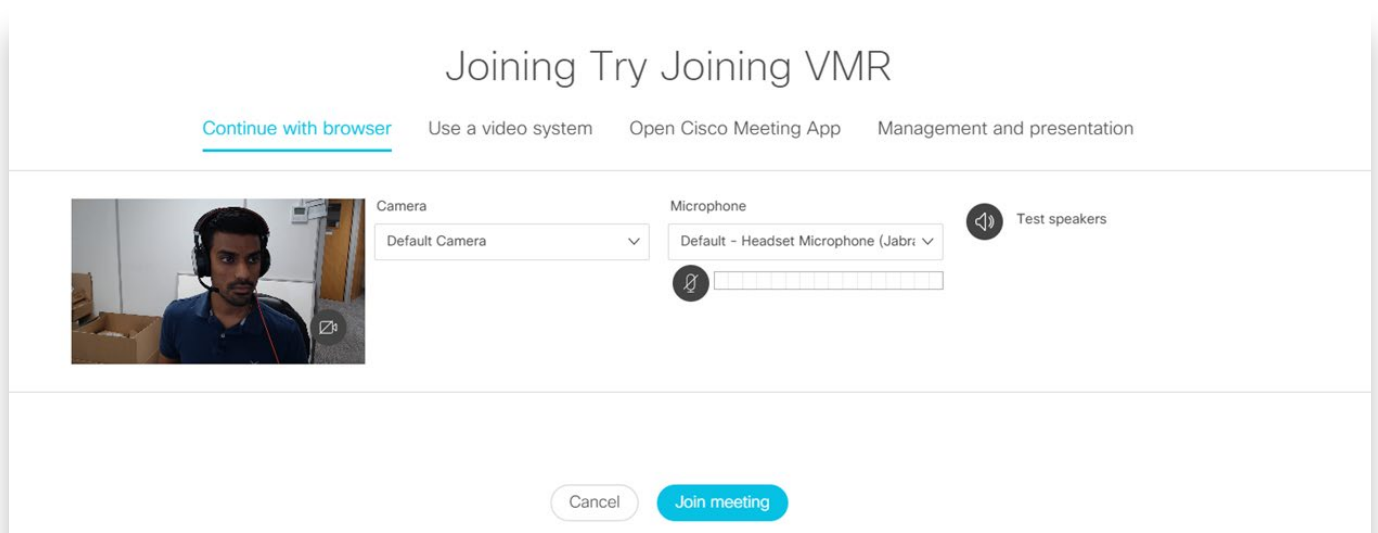 Joining Try Joining VMR
Continue with browser Use a video system Open Cisco Meeting App Management and presentation
Camera Microphone
Test speakers
Default Camera Default - Headset Microphone (Jabra
Cancel Join meeting